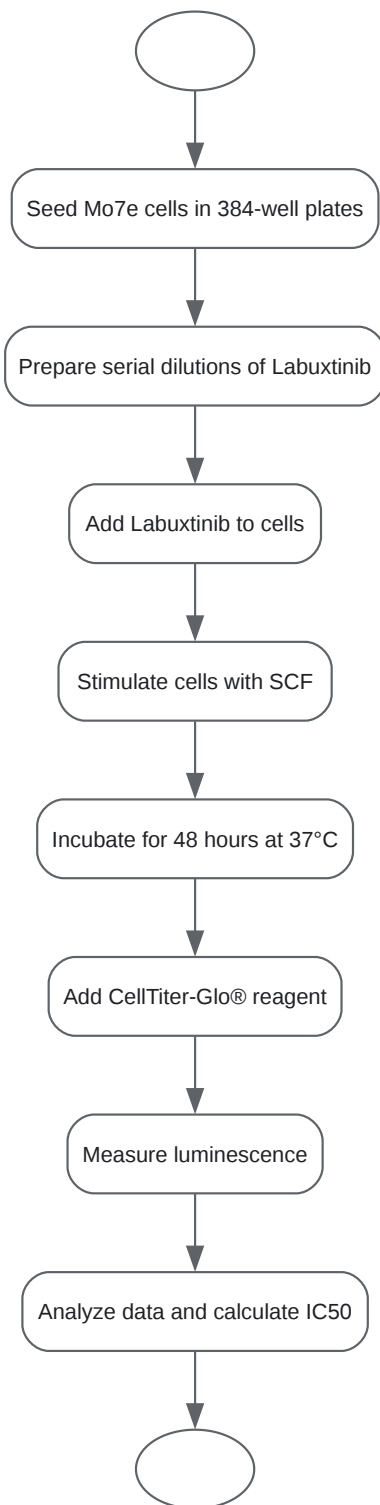 Seed Mo7e cells in 384-well plates
Prepare serial dilutions of Labuxtinib
Add Labuxtinib to cells
Stimulate cells with SCF
Incubate for 48 hours at 37°C
Add CellTiter-Glo® reagent
Measure luminescence
Analyze data and calculate IC50